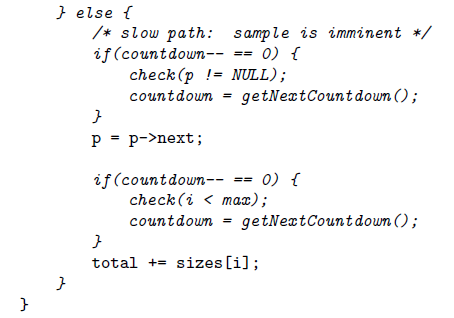 } else {
/* slow path: sample is imminent */
if(countdown-- == 0) {
check(p != NULL);
countdown = getNextCountdown();
}
p = p->next;
if(countdown-- == 0) {
check(i < max);
countdown = getNextCountdown();
}
total += sizes[i];
}
}